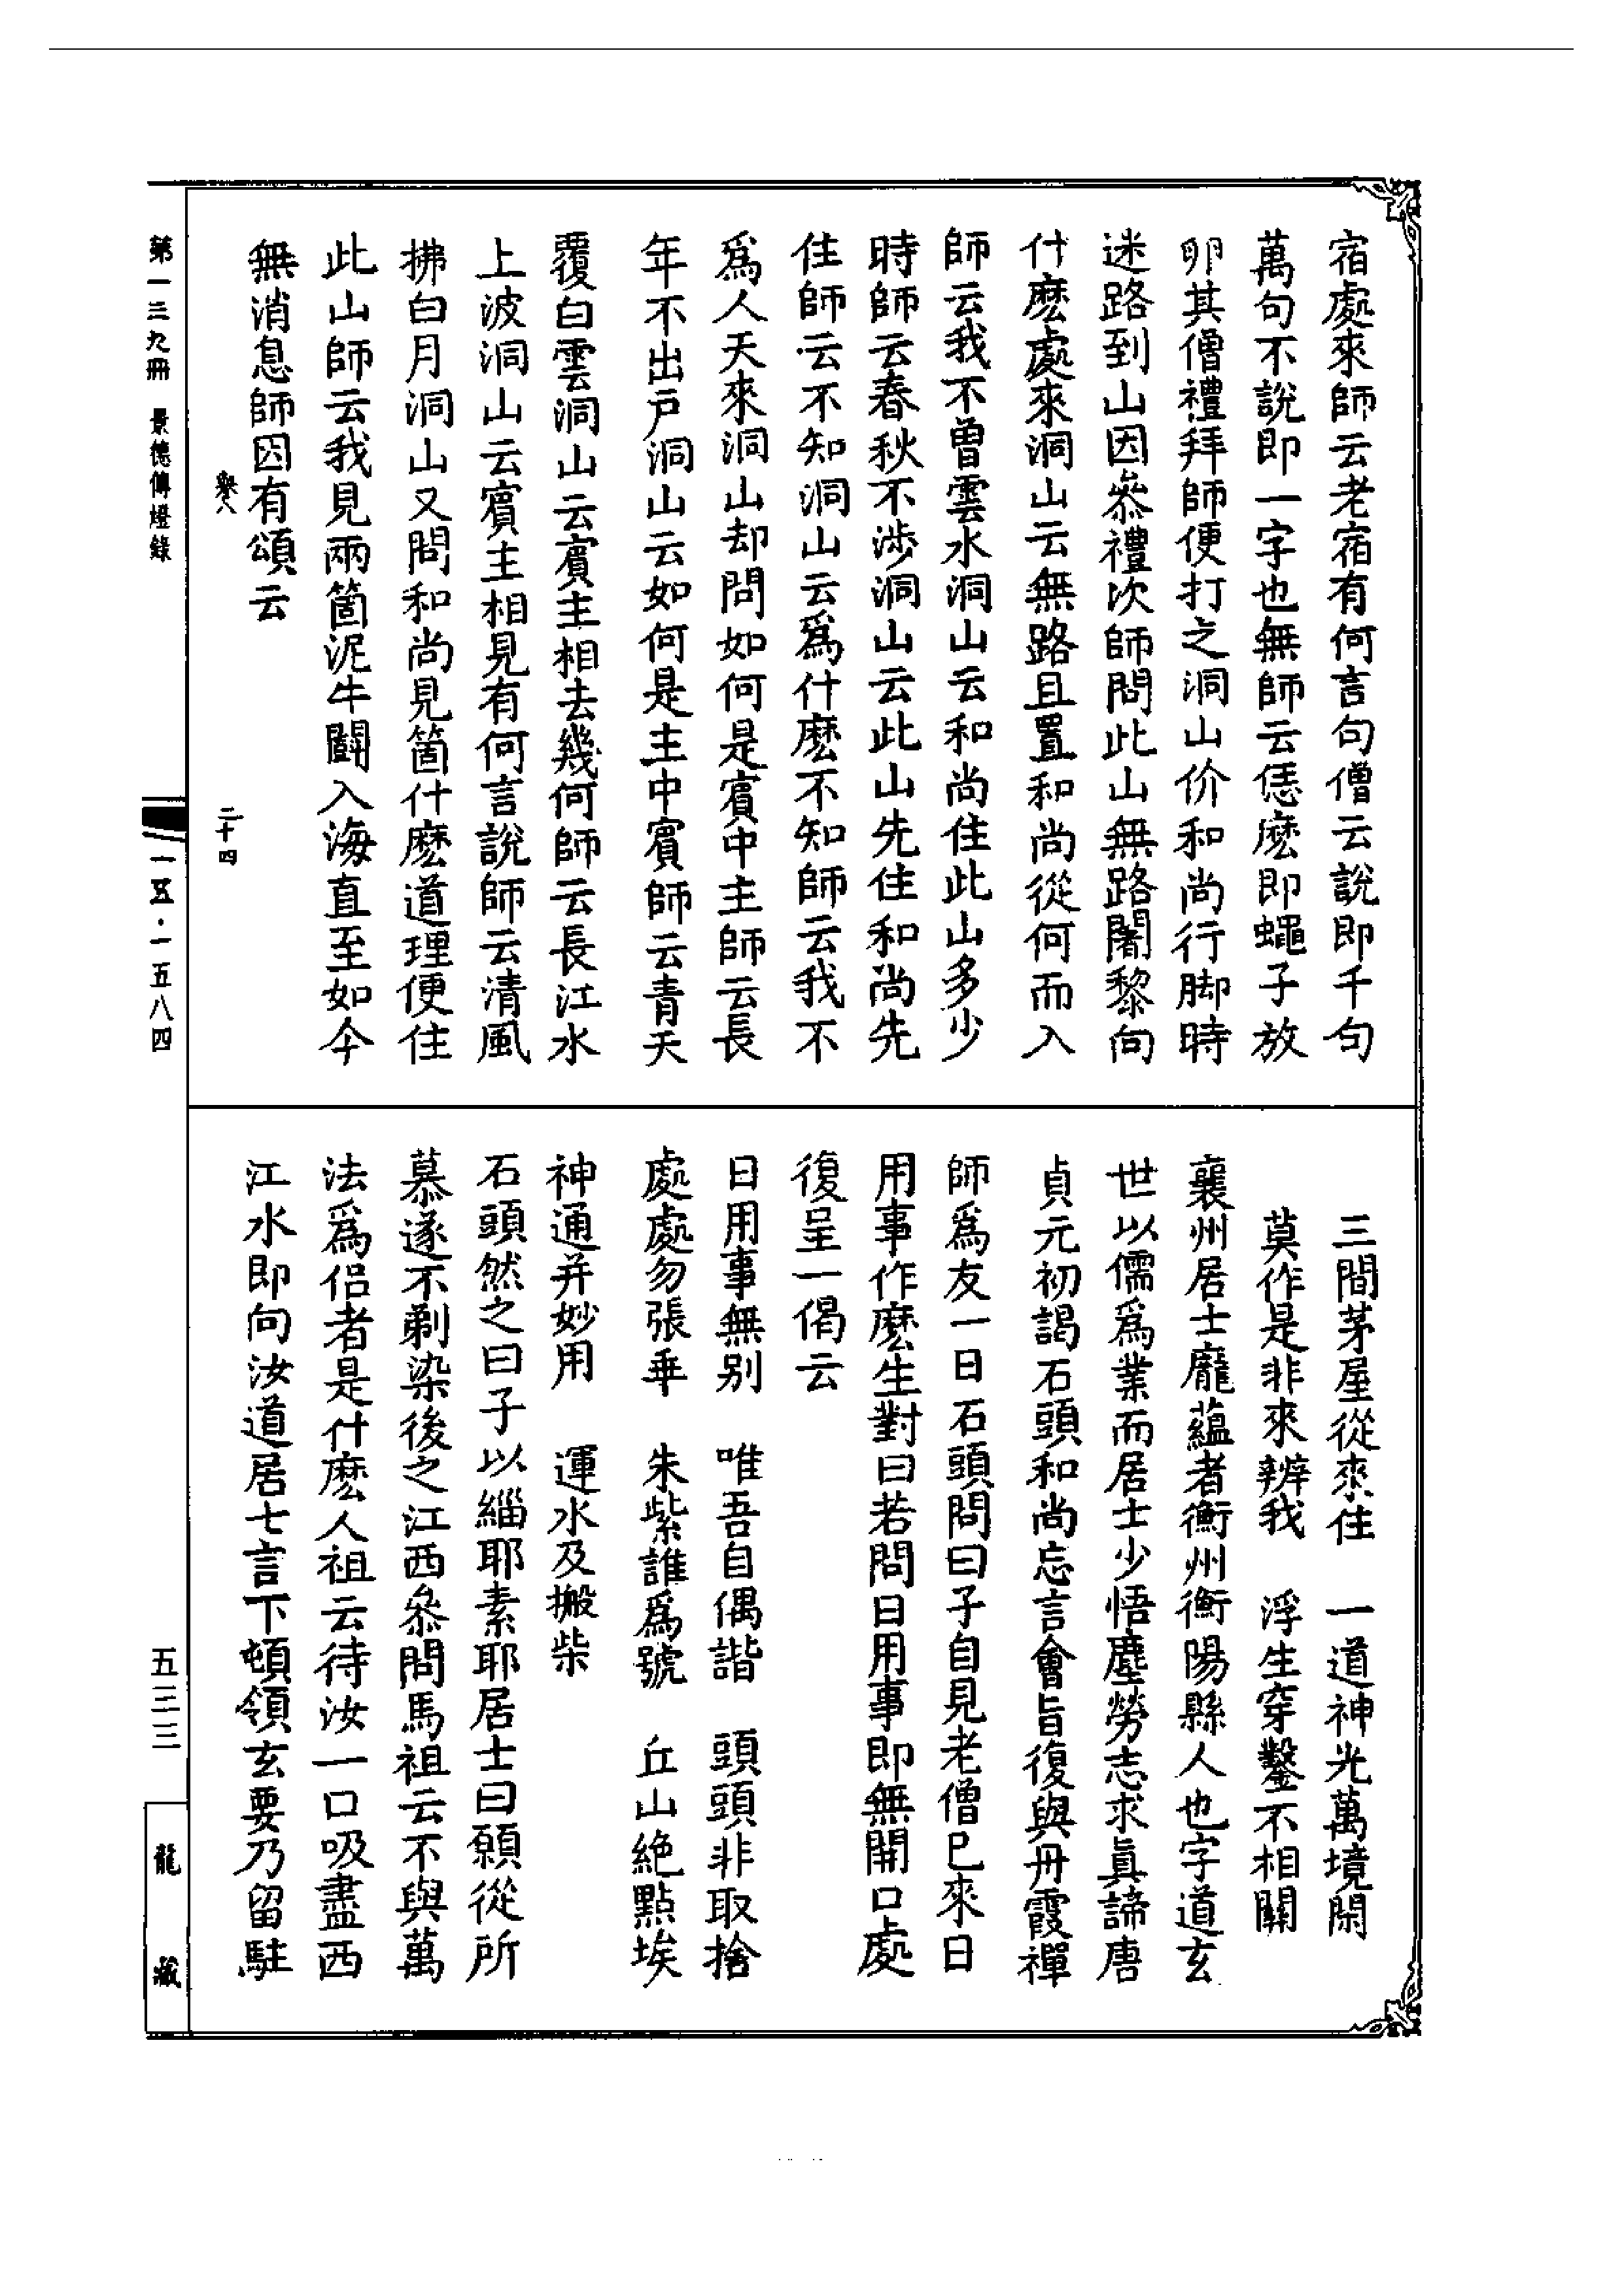 宿處來師云老宿有何言句僧云說即千句
萬句不說即一字也無師云恁麽即蠅子放
卵其僧禮拜師便打之洞山价和尚行脚時
迷路到山因叅禮次師問此山無路闍黎向
什麽處來洞山云無路且置和尚從何而入
師云我不曾雲水洞山云和尚住此山多少
時師云春秋不涉洞山云此山先住和尚先
住師云不知洞山云爲什麽不知師云我不
爲人天來洞山却問如何是賓中主師云長
年不出戸洞山云如何是主中賓師云青天
覆白雲洞山云賓主相去幾何師云長江水
上波洞山云賓主相見有何言說師云清風
拂白月洞山又問和尚見箇什麽道理便住
此山師云我見兩箇泥牛鬪入海直至如今
無消息師因有頌云
三間茅屋從來住　一道神光萬境閑
莫作是非來辨我　浮生穿鑿不相關
襄州居士龐蘊者衡州衡陽縣人也字道玄
世以儒爲業而居士少悟塵勞志求眞諦唐
貞元初謁石頭和尚忘言會旨復與丹霞禪
師爲友一日石頭問曰子自見老僧已來日
用事作麽生對曰若問日用事即無開口處
復呈一偈云
日用事無別　唯吾自偶諧　頭頭非取捨
處處勿張乖　朱紫誰爲號　丘山絶點埃
神通并妙用　運水及搬柴
石頭然之曰子以緇耶素耶居士曰願從所
慕遂不剃染後之江西叅問馬祖云不與萬
法爲侣者是什麽人祖云待汝一口吸盡西
江水即向汝道居士言下頓領玄要乃留駐
第一三九冊　景德傳燈錄
卷八　二十四
一五·一五八四
五三三
龍藏